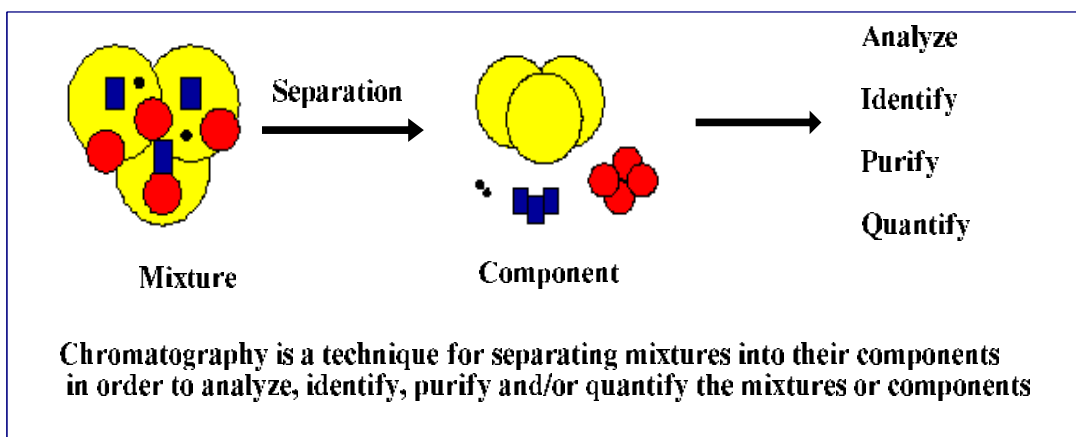 Separation
Mixture
Component
Analyze
Identify
Purify
Quantify
Chromatography is a technique for separating mixtures into their components
in order to analyze, identify, purify and/or quantify the mixtures or components